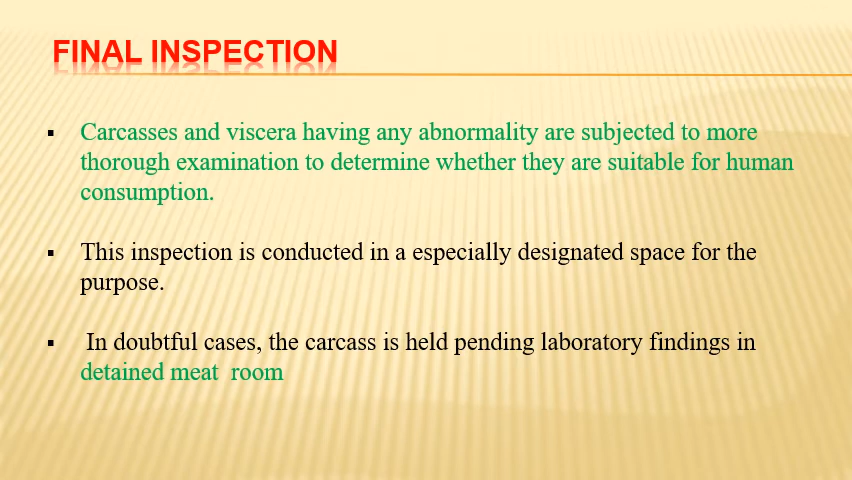 FINAL INSPECTION
▪ Carcasses and viscera having any abnormality are subjected to more
thorough examination to determine whether they are suitable for human
consumption.
▪ This inspection is conducted in a especially designated space for the
purpose.
▪ In doubtful cases, the carcass is held pending laboratory findings in
detained meat  room